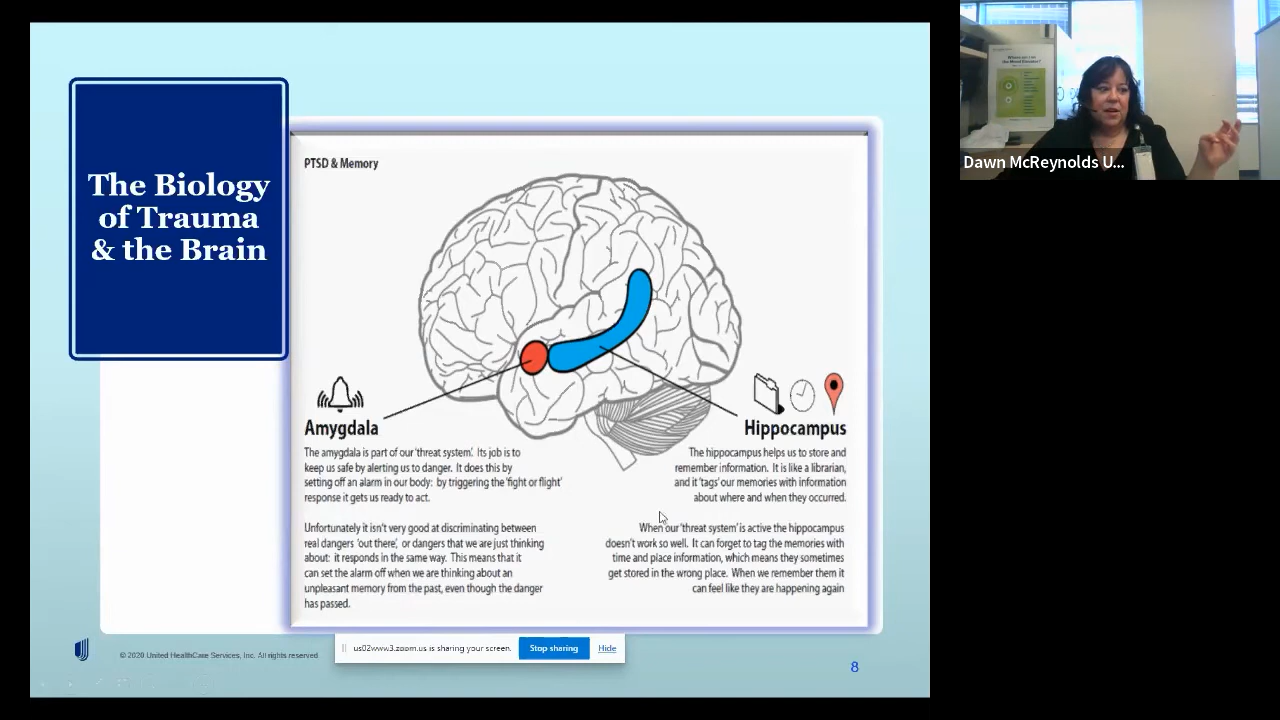 The Biology
of Trauma
& the Brain
PTSD & Memory
Amygdala
The amygdala is part of our 'threat system'. Its job is to
keep us safe by alerting us to danger. It does this by
setting off an alarm in our body: by triggering the 'fight or flight'
response it gets us ready to act.
Unfortunately it isn't very good at discriminating between
real dangers 'out there', or dangers that we are just thinking
about: it responds in the same way. This means that it
can set the alarm off when we are thinking about an
unpleasant memory from the past, even though the danger
has passed.
Hippocampus
The hippocampus helps us to store and
remember information. It is like a librarian,
and it 'tags' our memories with information
about where and when they occurred.
When our 'threat system' is active the hippocampus
doesn't work so well. It can forget to tag the memories with
time and place information, which means they sometimes
get stored in the wrong place. When we remember them it
can feel like they are happening again
© 2020 United HealthCare Services, Inc. All rights reserved
us02www3.zoom.us is sharing your screen.
Stop sharing
Hide
8
Dawn McReynolds U...